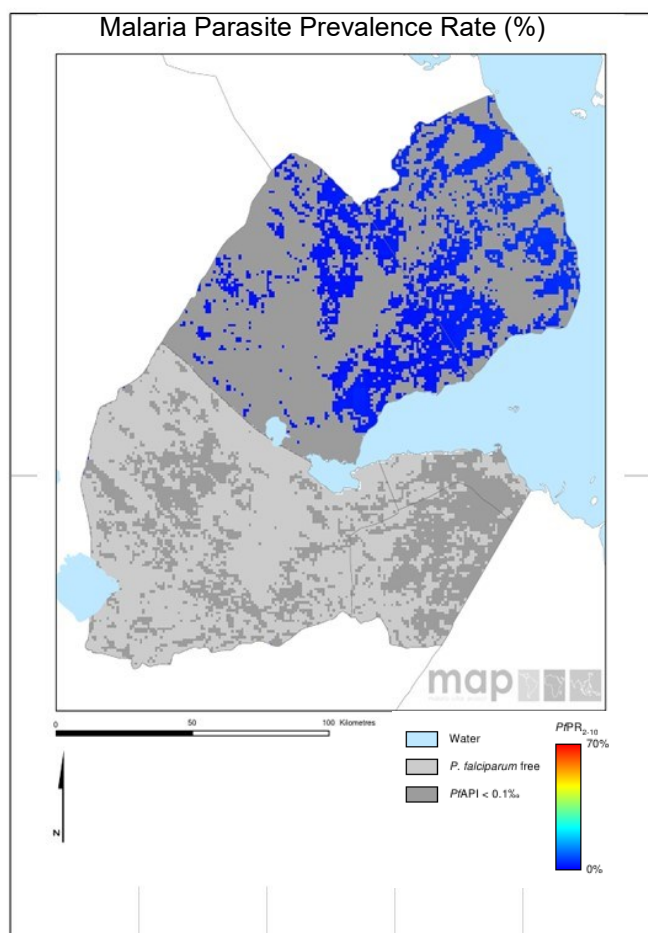 Malaria Parasite Prevalence Rate (%)
map
0 50 100 Kilometres
Water
P. falciparum free
PfAPI < 0.1‰
PfPR2-10
70%
0%
N